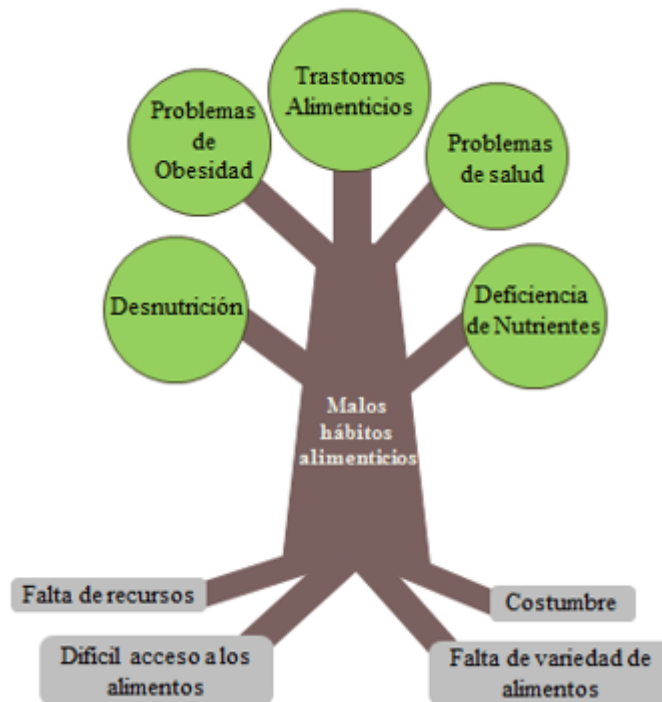 Trastornos
Alimenticios
Problemas
de
Obesidad
Problemas
de salud
Desnutrición
Deficiencia
de Nutrientes
Malos
hábitos
alimenticios
Falta de recursos
Costumbre
Difícil acceso a los
alimentos
Falta de variedad de
alimentos